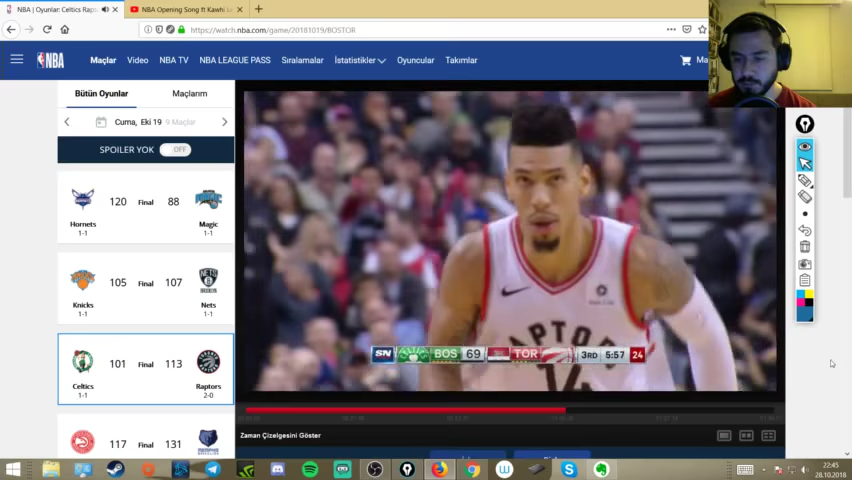 NBA | Oyunlar: Celtics Rap
NBA Opening Song ft Kawhi
https://watch.nba.com/game/20181019/BOSTOR
NBA
Maçlar
Video
NBA TV
NBA LEAGUE PASS
Sıralamalar
İstatistikler
Oyuncular
Takımlar
Bütün Oyunlar
Maçlarım
Cuma, Eki 19
9 Maçlar
SPOILER YOK
OFF
120 Final 88
Hornets Magic
1-1 1-1
105 Final 107
Knicks Nets
1-1 1-1
101 Final 113
Celtics Raptors
1-1 2-0
117 Final 131
SN BOS 69 TOR 3RD 5:57 24
Zaman Çizelgesini Göster
22:45
28.10.2018